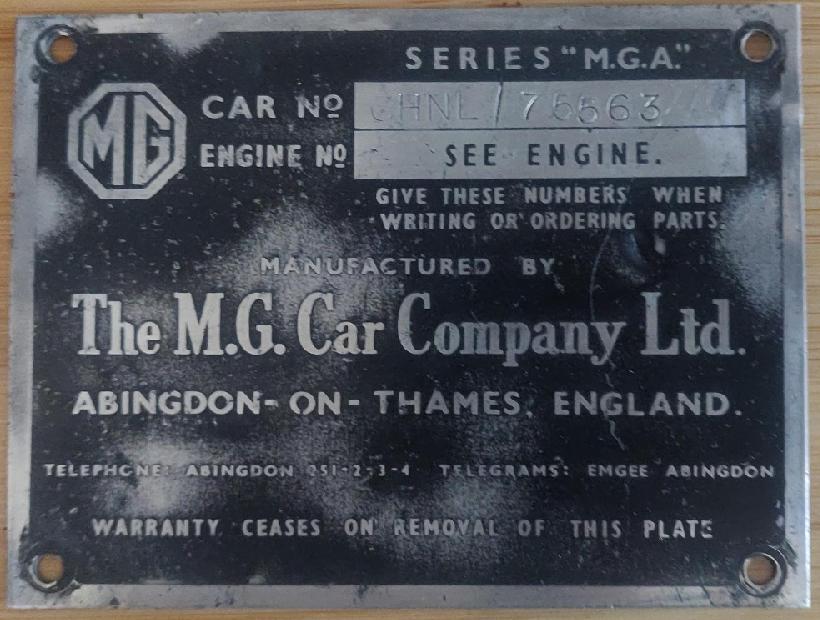 SERIES "M.G.A."
MG
CAR Nº GHNL/75563
ENGINE Nº SEE ENGINE.
GIVE THESE NUMBERS WHEN
WRITING OR ORDERING PARTS.
MANUFACTURED BY
The M.G. Car Company Ltd.
ABINGDON-ON-THAMES, ENGLAND.
TELEPHONE: ABINGDON 251-2-3-4 TELEGRAMS: EMGEE ABINGDON
WARRANTY CEASES ON REMOVAL OF THIS PLATE